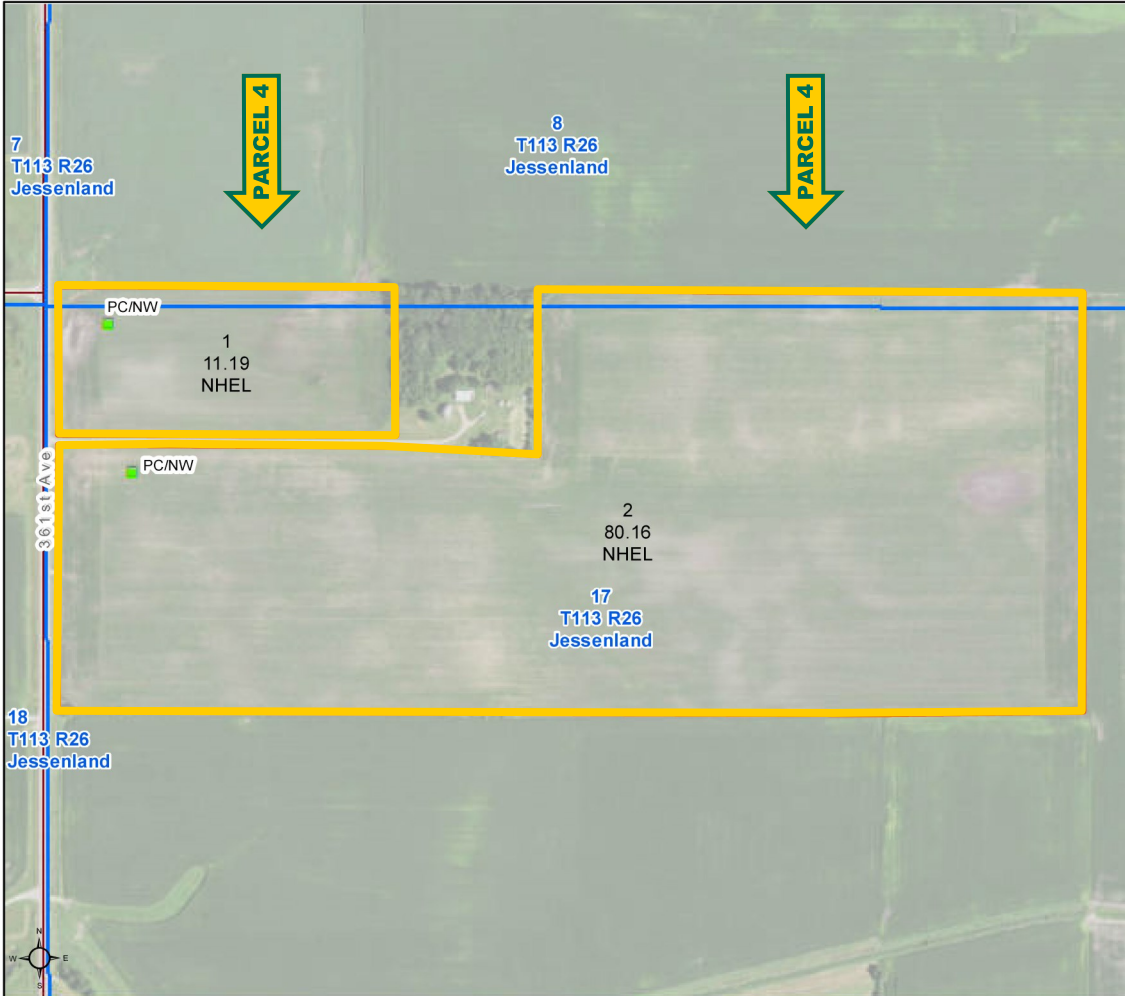 PARCEL 4
PARCEL 4
8
T113 R26
Jessenland
7
T113 R26
Jessenland
PC/NW
1
11.19
NHEL
PC/NW
361st Ave
2
80.16
NHEL
17
T113 R26
Jessenland
18
T113 R26
Jessenland
N
W
E
S